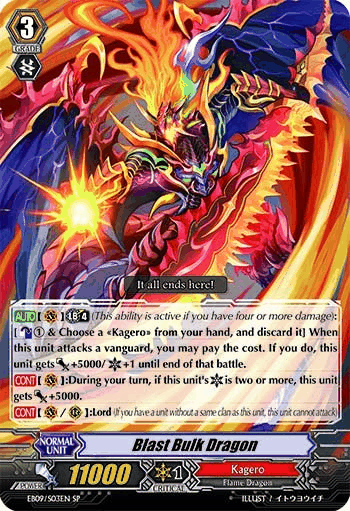 3
GRADE
It all ends here!
AUTO [ ] LB 4 (This ability is active if you have four or more damage):
[ ① & Choose a «Kagero» from your hand, and discard it] When
this unit attacks a vanguard, you may pay the cost. If you do, this
unit gets +5000/ +1 until end of that battle.
CONT [ ]:During your turn, if this unit's is two or more, this unit
gets +5000.
CONT [ / ]:Lord (If you have a unit without a same clan as this unit, this unit cannot attack)
NORMAL
UNIT
Blast Bulk Dragon
POWER
11000
1
CRITICAL
Kagero
Flame Dragon
EB09/S03EN SP
ILLUST / イトウヨウイチ